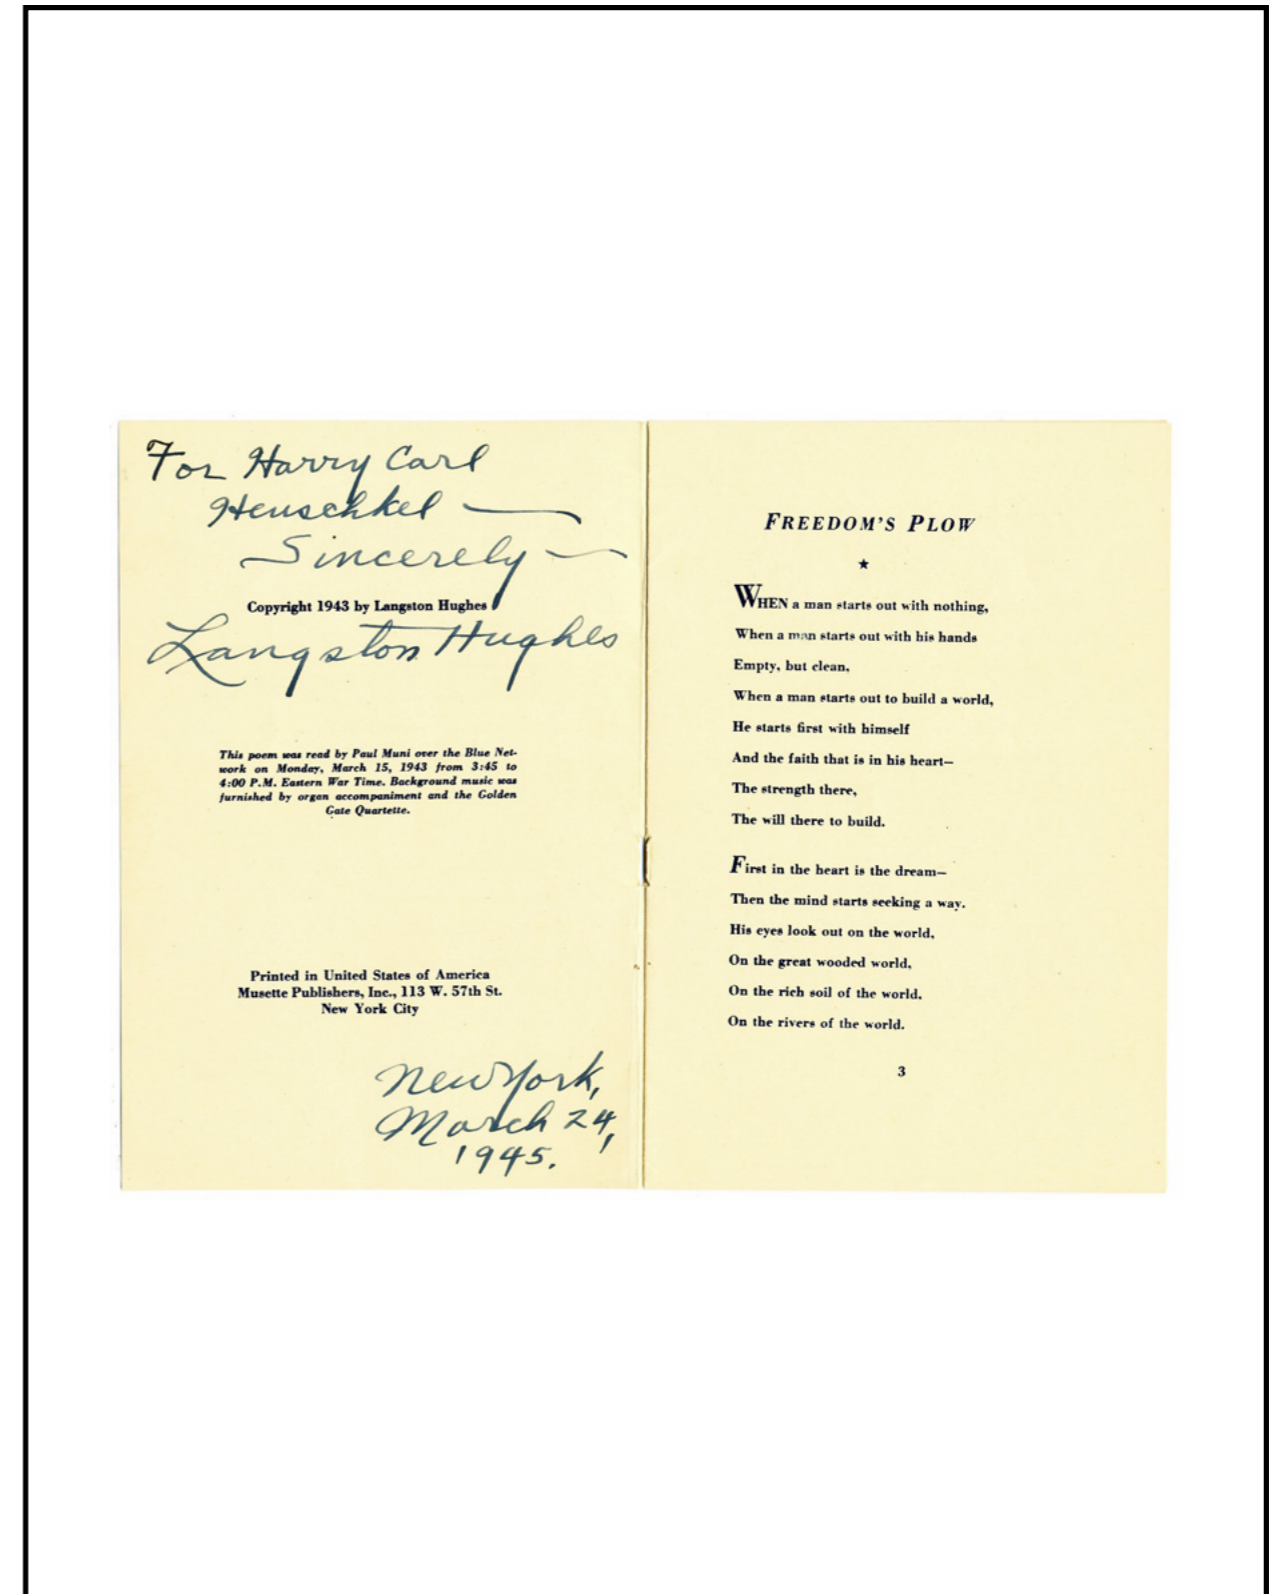 For Harry Carl
Henschkel —
Sincerely —
Copyright 1943 by Langston Hughes
Langston Hughes
This poem was read by Paul Muni over the Blue Net-
work on Monday, March 15, 1943 from 3:45 to
4:00 P.M. Eastern War Time. Background music was
furnished by organ accompaniment and the Golden
Gate Quartette.
Printed in United States of America
Musette Publishers, Inc., 113 W. 57th St.
New York City
New York,
March 24,
1945.
FREEDOM'S PLOW
★
WHEN a man starts out with nothing,
When a man starts out with his hands
Empty, but clean,
When a man starts out to build a world,
He starts first with himself
And the faith that is in his heart—
The strength there,
The will there to build.
First in the heart is the dream—
Then the mind starts seeking a way.
His eyes look out on the world,
On the great wooded world,
On the rich soil of the world,
On the rivers of the world.
3